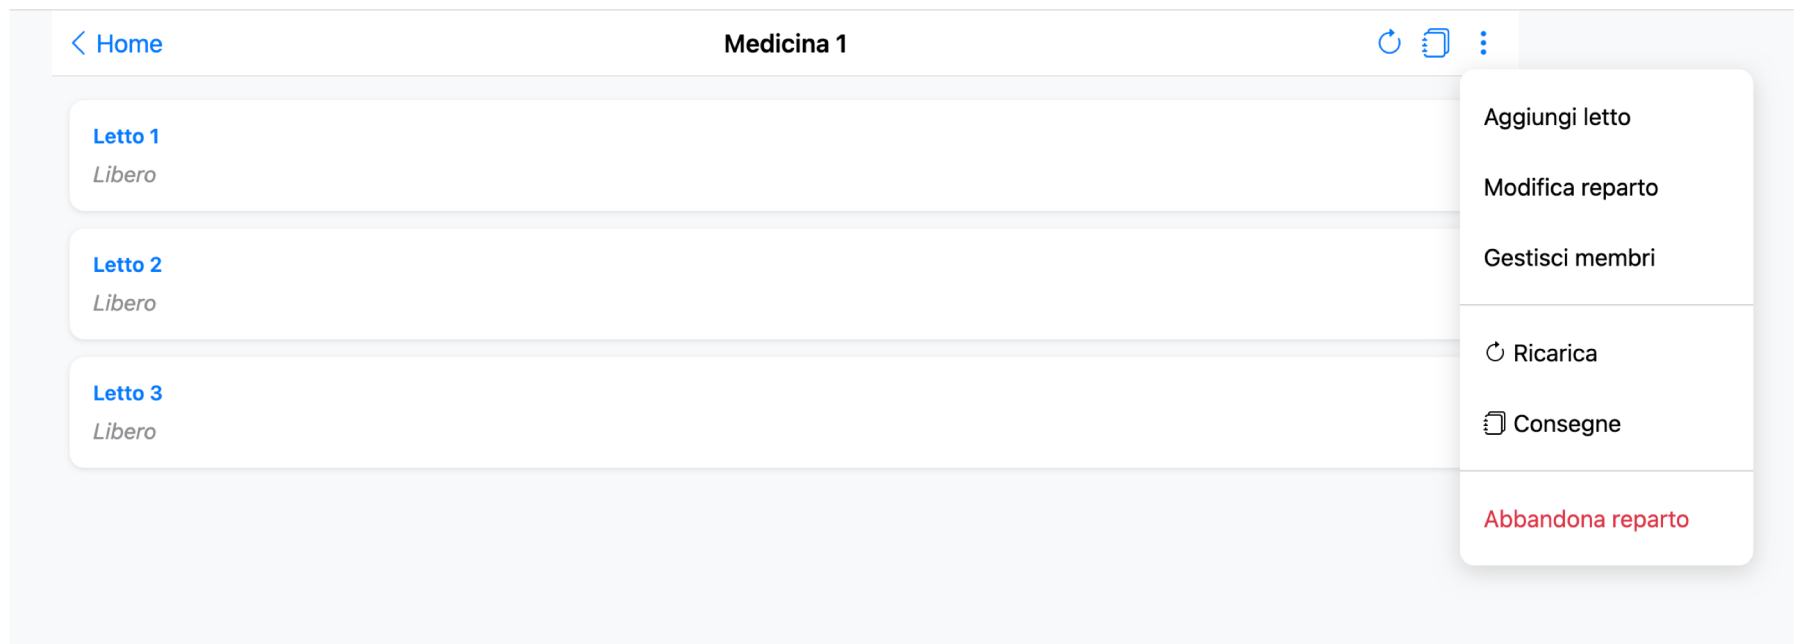 Home
Medicina 1
Letto 1
Libero
Letto 2
Libero
Letto 3
Libero
Aggiungi letto
Modifica reparto
Gestisci membri
Ricarica
Consegne
Abbandona reparto